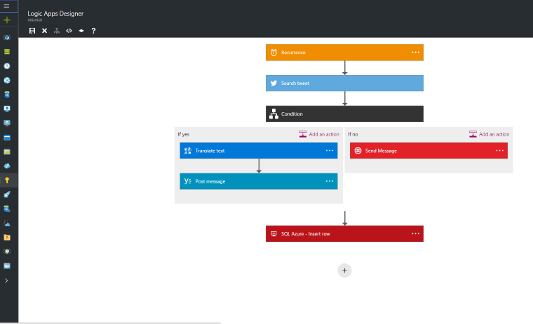 Logic Apps Designer
Recurrence
Search tweet
Condition
If yes
Add an action
If no
Add an action
Translate text
Send Message
Post message
SQL Azure - Insert row